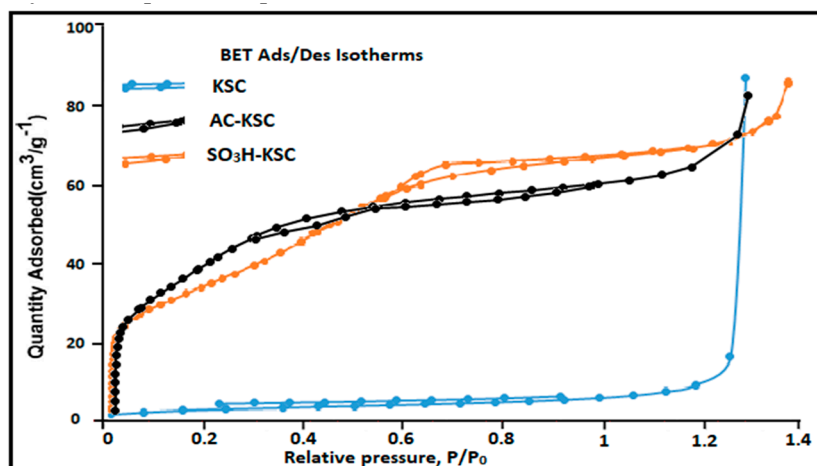 BET Ads/Des Isotherms
KSC
AC-KSC
SO₃H-KSC
Quantity Adsorbed(cm³/g⁻¹)
100
80
60
40
20
0
0 0.2 0.4 0.6 0.8 1 1.2 1.4
Relative pressure, P/P₀